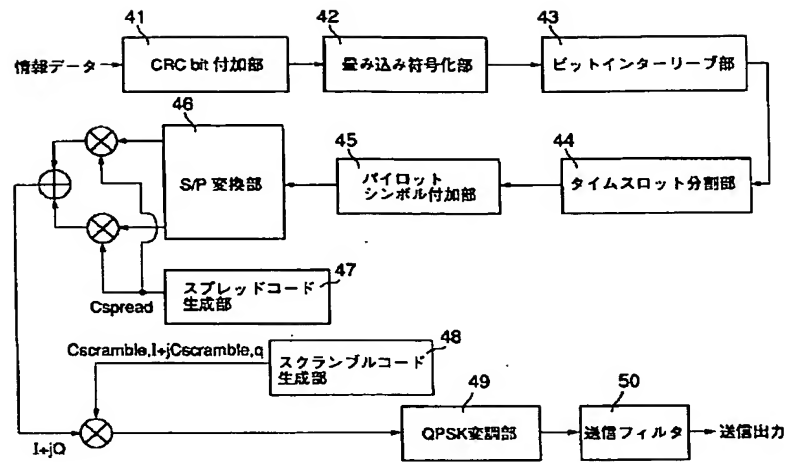 41
42
43
情報データ
CRC bit 付加部
畳み込み符号化部
ビットインターリーブ部
46
45
44
S/P 変換部
パイロット
シンボル付加部
タイムスロット分割部
47
スプレッドコード
生成部
Cspread
48
Cscramble,I+jCscramble,q
スクランブルコード
生成部
49
50
I+jQ
QPSK変調部
送信フィルタ
送信出力